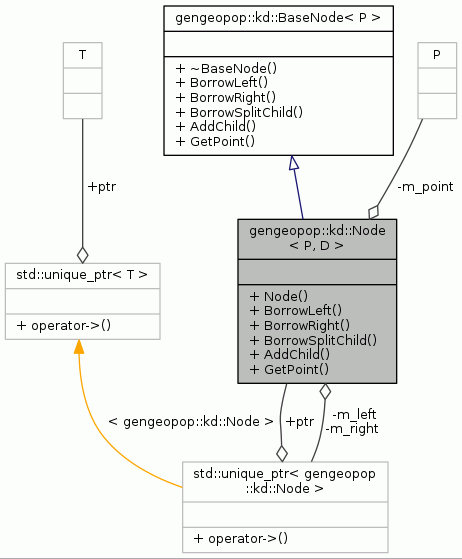 gengeopop::kd::BaseNode< P >
+ ~BaseNode()
+ BorrowLeft()
+ BorrowRight()
+ BorrowSplitChild()
+ AddChild()
+ GetPoint()
T
P
+ptr
-m_point
gengeopop::kd::Node
< P, D >
+ Node()
+ BorrowLeft()
+ BorrowRight()
+ BorrowSplitChild()
+ AddChild()
+ GetPoint()
std::unique_ptr< T >
+ operator->()
< gengeopop::kd::Node >
+ptr
-m_left
-m_right
std::unique_ptr< gengeopop
::kd::Node >
+ operator->()